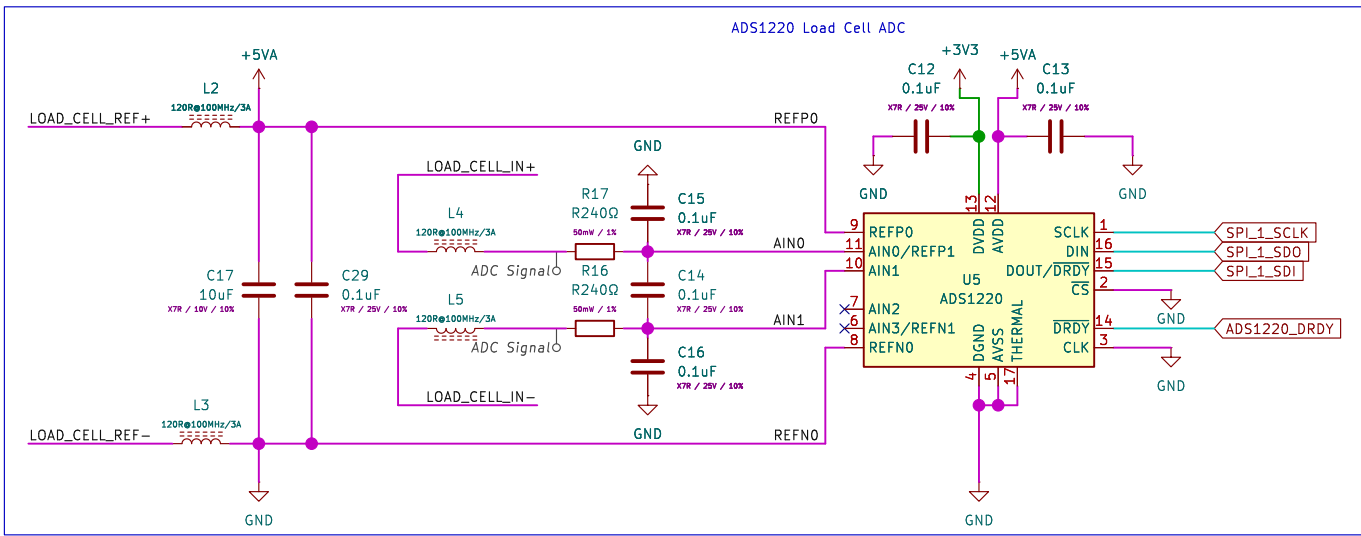 ADS1220 Load Cell ADC
+5VA
L2
120R@100MHz/3A
LOAD_CELL_REF+
REFP0
+3V3
+5VA
C12
0.1uF
X7R / 25V / 10%
C13
0.1uF
X7R / 25V / 10%
GND
GND
GND
LOAD_CELL_IN+
L4
120R@100MHz/3A
R17
R240Ω
50mW / 1%
ADC Signal
C15
0.1uF
X7R / 25V / 10%
AIN0
C17
10uF
X7R / 10V / 10%
C29
0.1uF
X7R / 25V / 10%
L5
120R@100MHz/3A
R16
R240Ω
50mW / 1%
ADC Signal
C14
0.1uF
X7R / 25V / 10%
AIN1
C16
0.1uF
X7R / 25V / 10%
LOAD_CELL_IN-
GND
L3
120R@100MHz/3A
LOAD_CELL_REF-
REFN0
GND
13
12
DVDD
AVDD
9
REFP0
11
AIN0/REFP1
10
AIN1
7
AIN2
6
AIN3/REFN1
8
REFN0
U5
ADS1220
SCLK
1
SPI_1_SCLK
DIN
16
SPI_1_SDO
DOUT/DRDY
15
SPI_1_SDI
CS
2
GND
DRDY
14
ADS1220_DRDY
CLK
3
GND
DGND
AVSS
THERMAL
4
5
17
GND